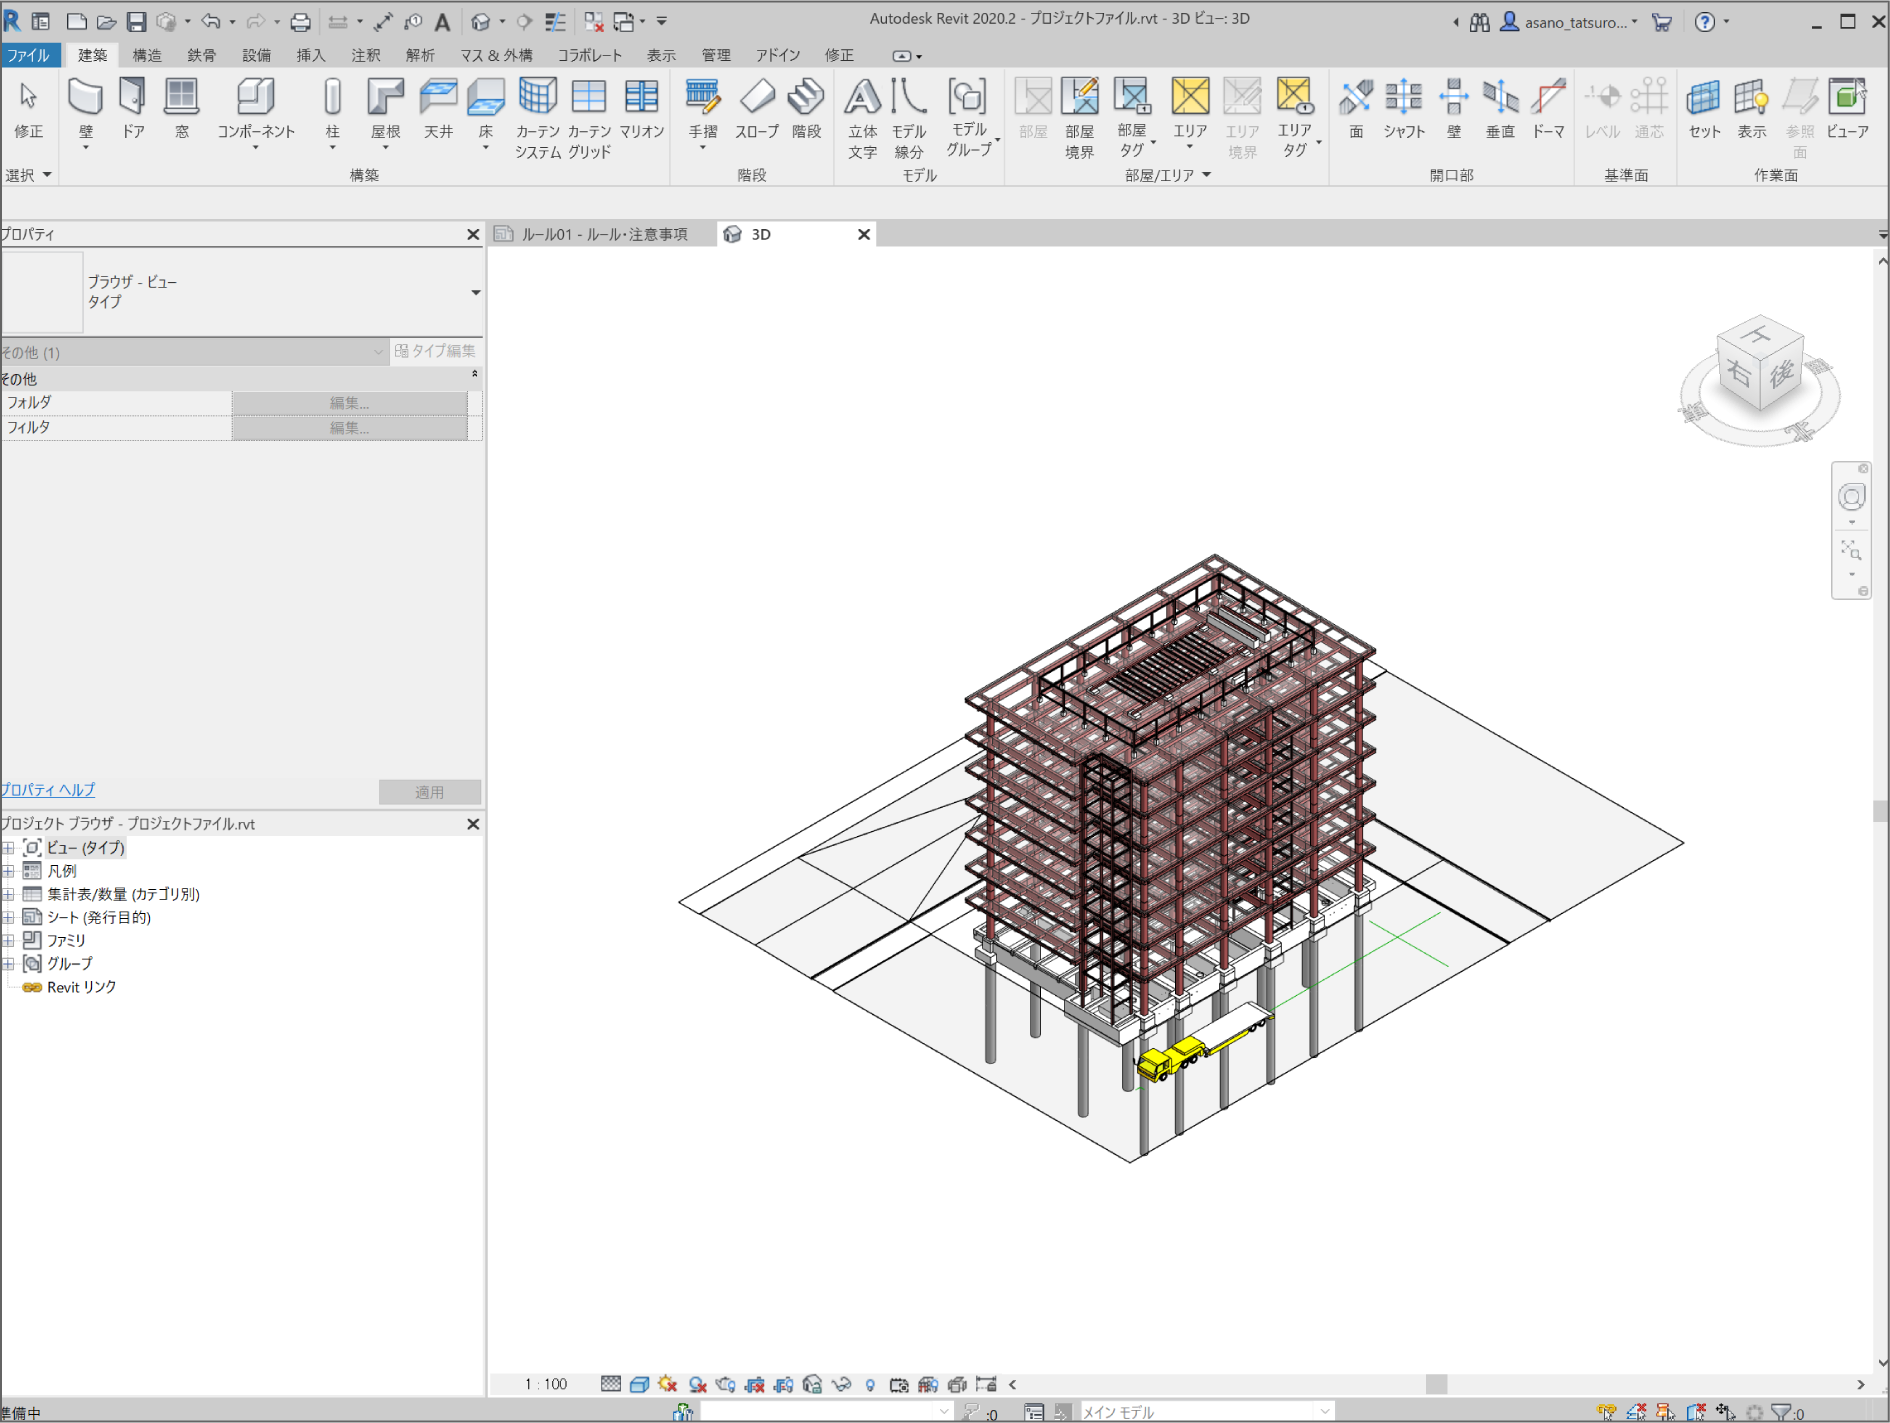 Autodesk Revit 2020.2 - プロジェクトファイル.rvt - 3D ビュー: 3D
asano_tatsuro...
ファイル 建築 構造 鉄骨 設備 挿入 注釈 解析 マス & 外構 コラボレート 表示 管理 アドイン 修正
修正 壁 ドア 窓 コンポーネント 柱 屋根 天井 床 カーテン システム カーテン グリッド マリオン 手摺 スロープ 階段 立体 文字 モデル 線分 モデル グループ 部屋 部屋 境界 部屋 タグ エリア エリア 境界 エリア タグ 面 シャフト 壁 垂直 ドーマ レベル 通芯 セット 表示 参照 面 ビューア
選択 構築 階段 モデル 部屋/エリア 開口部 基準面 作業面
プロパティ
ルール01 - ルール・注意事項
3D
ブラウザ - ビュー
タイプ
その他 (1)
タイプ編集
その他
フォルダ 編集...
フィルタ 編集...
上
右
後
プロパティ ヘルプ
適用
プロジェクト ブラウザ - プロジェクトファイル.rvt
ビュー (タイプ)
凡例
集計表/数量 (カテゴリ別)
シート (発行目的)
ファミリ
グループ
Revit リンク
1 : 100
準備中
:0
メイン モデル
:0